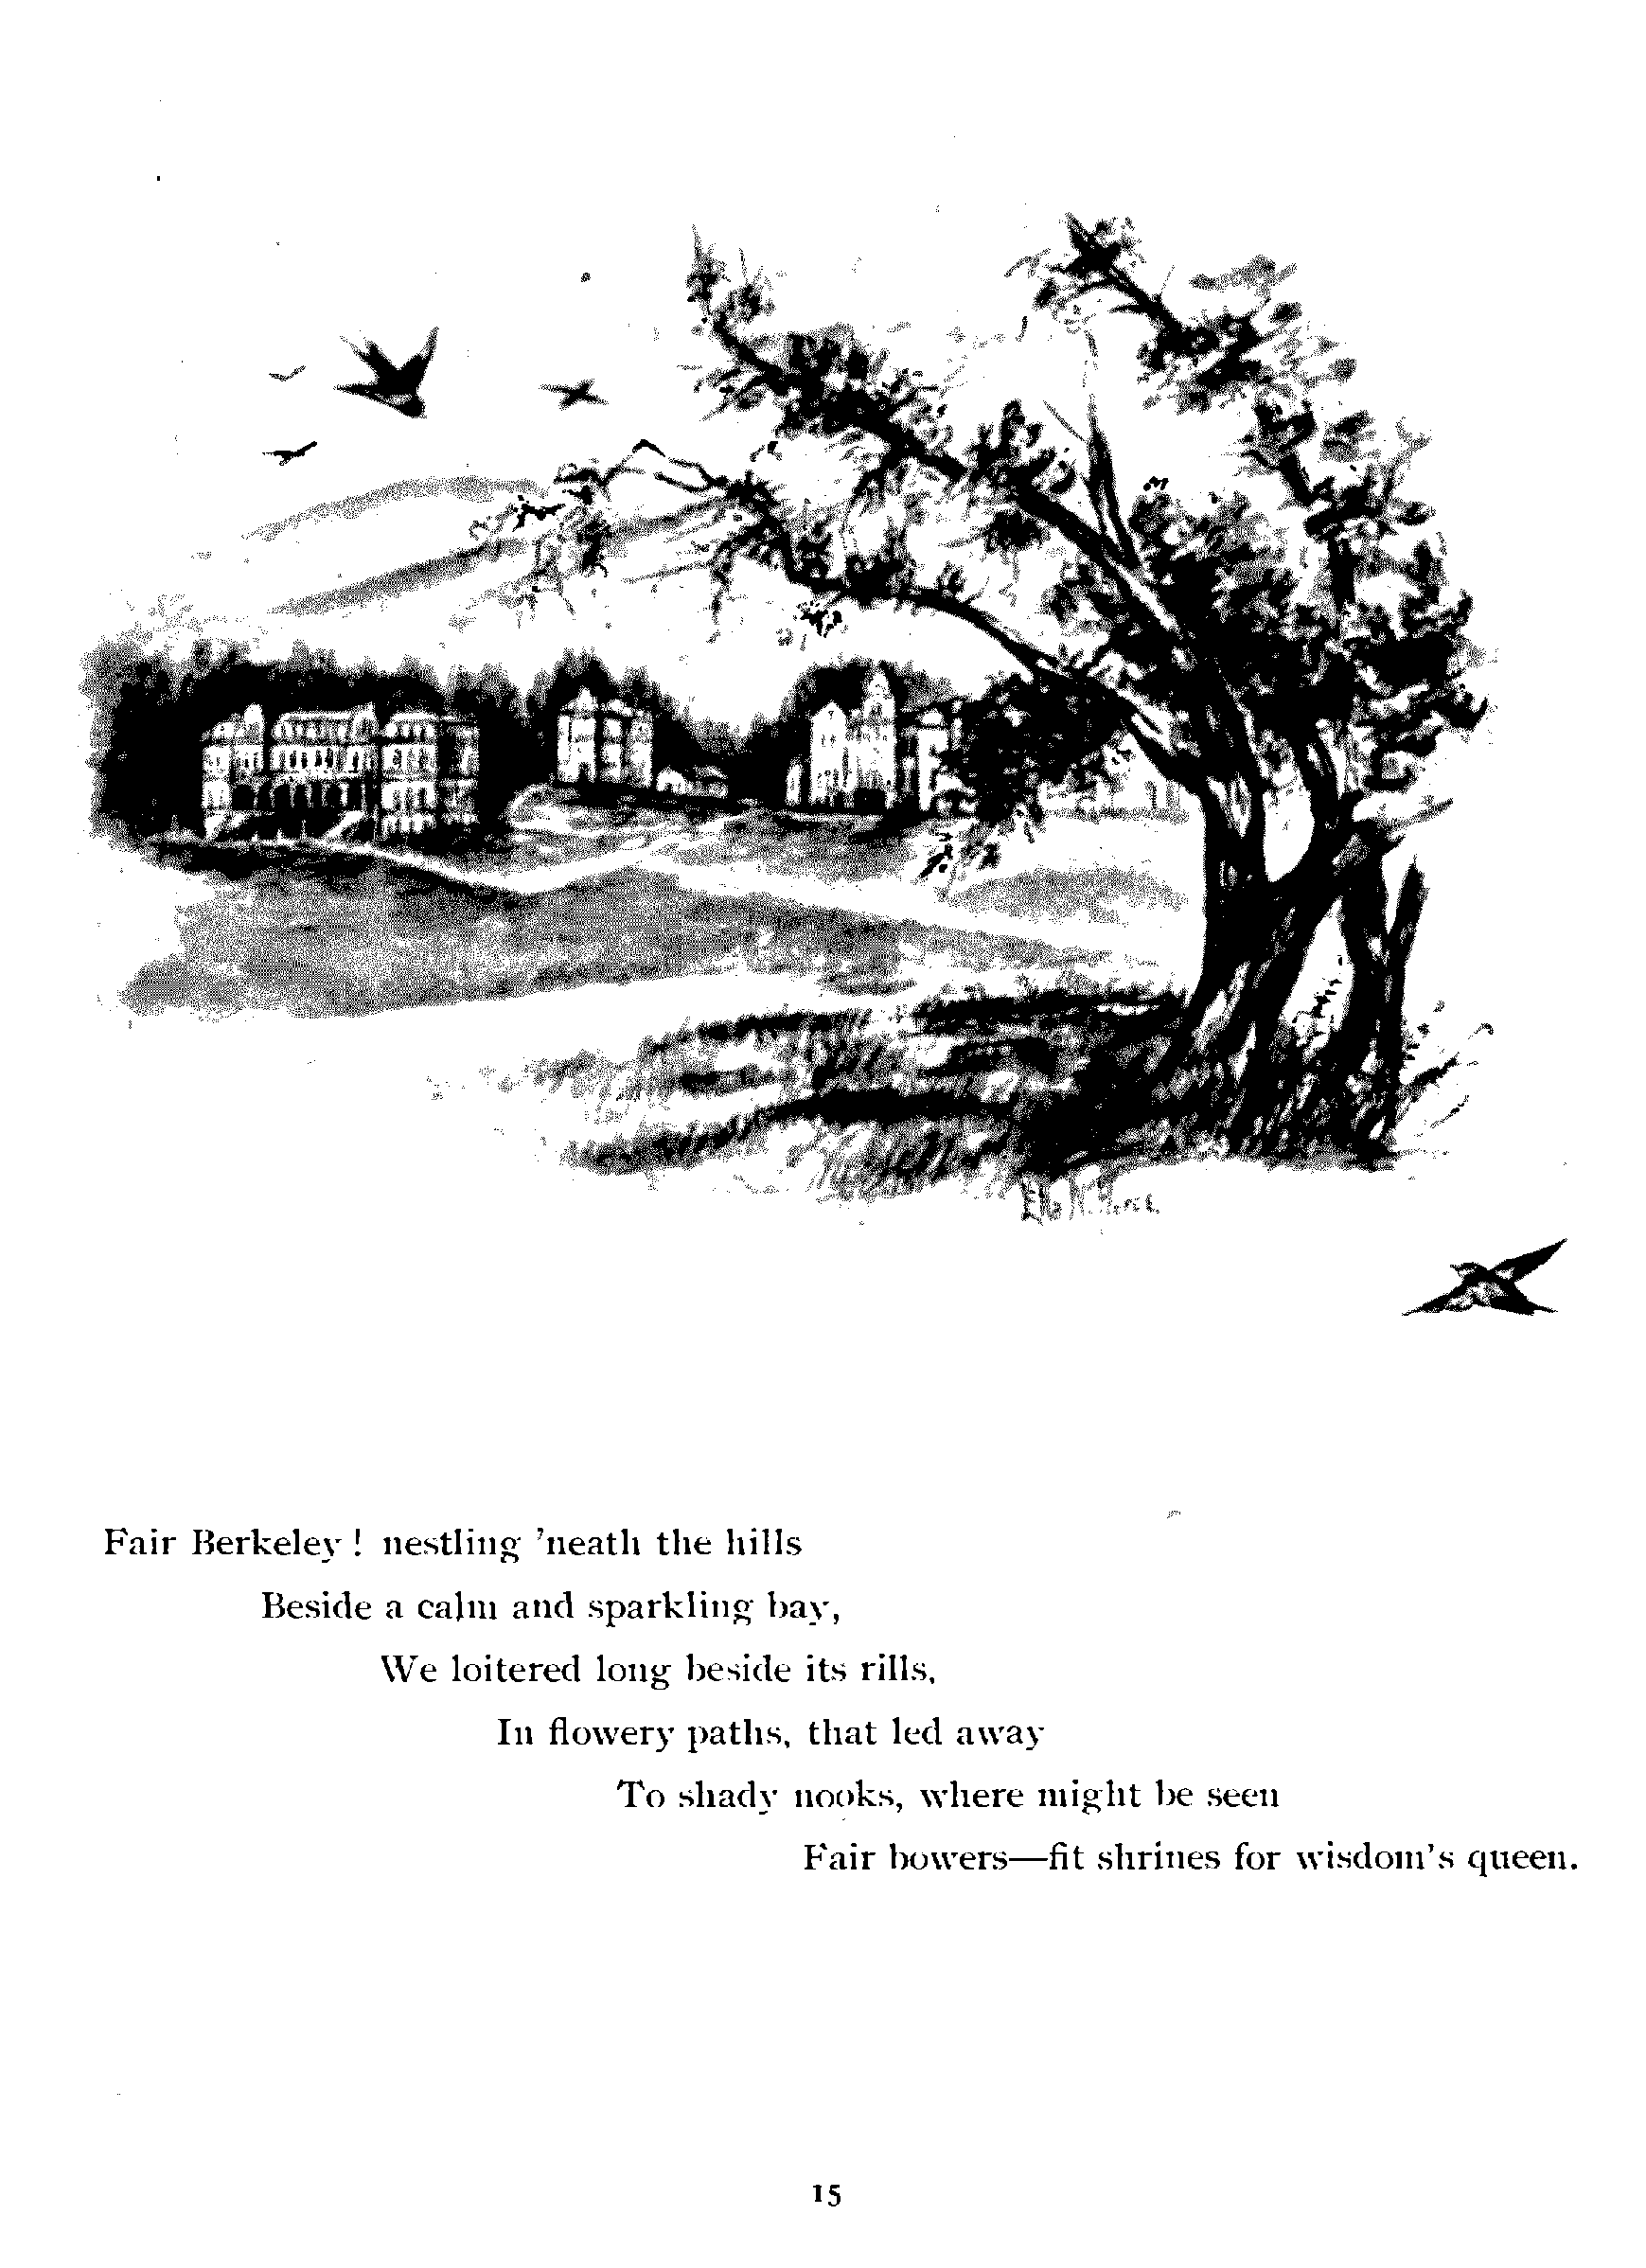 Fair Berkeley! nestling 'neath the hills
Beside a calm and sparkling bay,
We loitered long beside its rills,
In flowery paths, that led away
To shady nooks, where might be seen
Fair bowers—fit shrines for wisdom's queen.
15